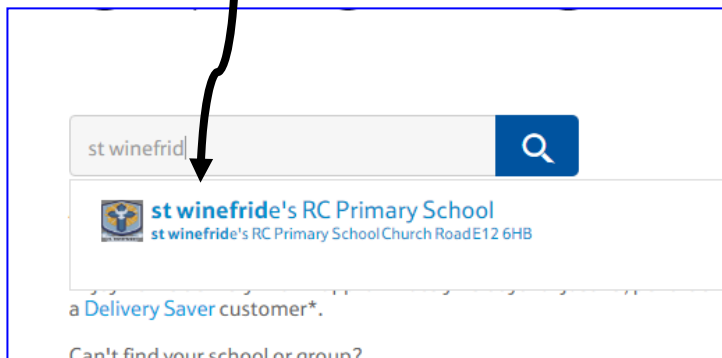 st winefrid
st winefride's RC Primary School
st winefride's RC Primary School Church Road E12 6HB
a Delivery Saver customer*.
Can't find your school or group?